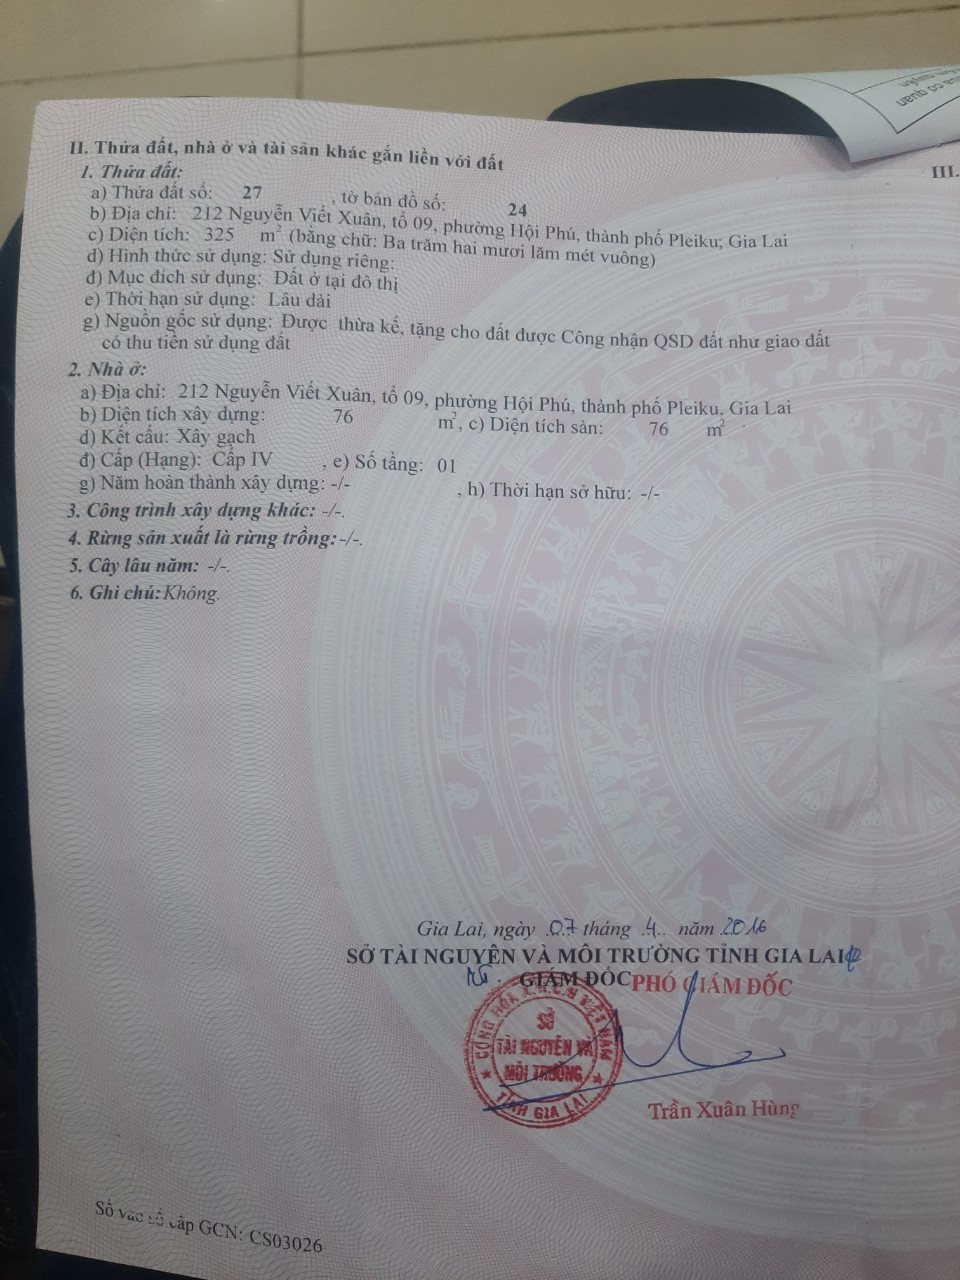 II. Thửa đất, nhà ở và tài sản khác gắn liền với đất
1. Thửa đất:
a) Thửa đất số: 27 , tờ bản đồ số: 24
b) Địa chỉ: 212 Nguyễn Viết Xuân, tổ 09, phường Hội Phú, thành phố Pleiku, Gia Lai
c) Diện tích: 325 m² (bằng chữ: Ba trăm hai mươi lăm mét vuông)
d) Hình thức sử dụng: Sử dụng riêng:
đ) Mục đích sử dụng: Đất ở tại đô thị
e) Thời hạn sử dụng: Lâu dài
g) Nguồn gốc sử dụng: Được thừa kế, tặng cho đất được Công nhận QSD đất như giao đất
có thu tiền sử dụng đất
2. Nhà ở:
a) Địa chỉ: 212 Nguyễn Viết Xuân, tổ 09, phường Hội Phú, thành phố Pleiku, Gia Lai
b) Diện tích xây dựng: 76 m², c) Diện tích sàn: 76 m²
d) Kết cấu: Xây gạch
đ) Cấp (Hạng): Cấp IV , e) Số tầng: 01
g) Năm hoàn thành xây dựng: -/- , h) Thời hạn sở hữu: -/-
3. Công trình xây dựng khác: -/-.
4. Rừng sản xuất là rừng trồng: -/-.
5. Cây lâu năm: -/-.
6. Ghi chú: Không.
III.
cơ quan
Gia Lai, ngày 07 tháng 4 năm 2016
SỞ TÀI NGUYÊN VÀ MÔI TRƯỜNG TỈNH GIA LAI
GIÁM ĐỐC PHÓ GIÁM ĐỐC
CỘNG HÒA X.H.C.N VIỆT NAM
SỞ
TÀI NGUYÊN VÀ
MÔI TRƯỜNG
TỈNH GIA LAI
Trần Xuân Hùng
Số vào sổ cấp GCN: CS03026